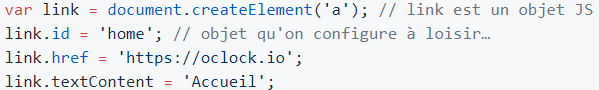 var link = document.createElement('a'); // link est un objet JS
link.id = 'home'; // objet qu'on configure à loisir…
link.href = 'https://oclock.io';
link.textContent = 'Accueil';